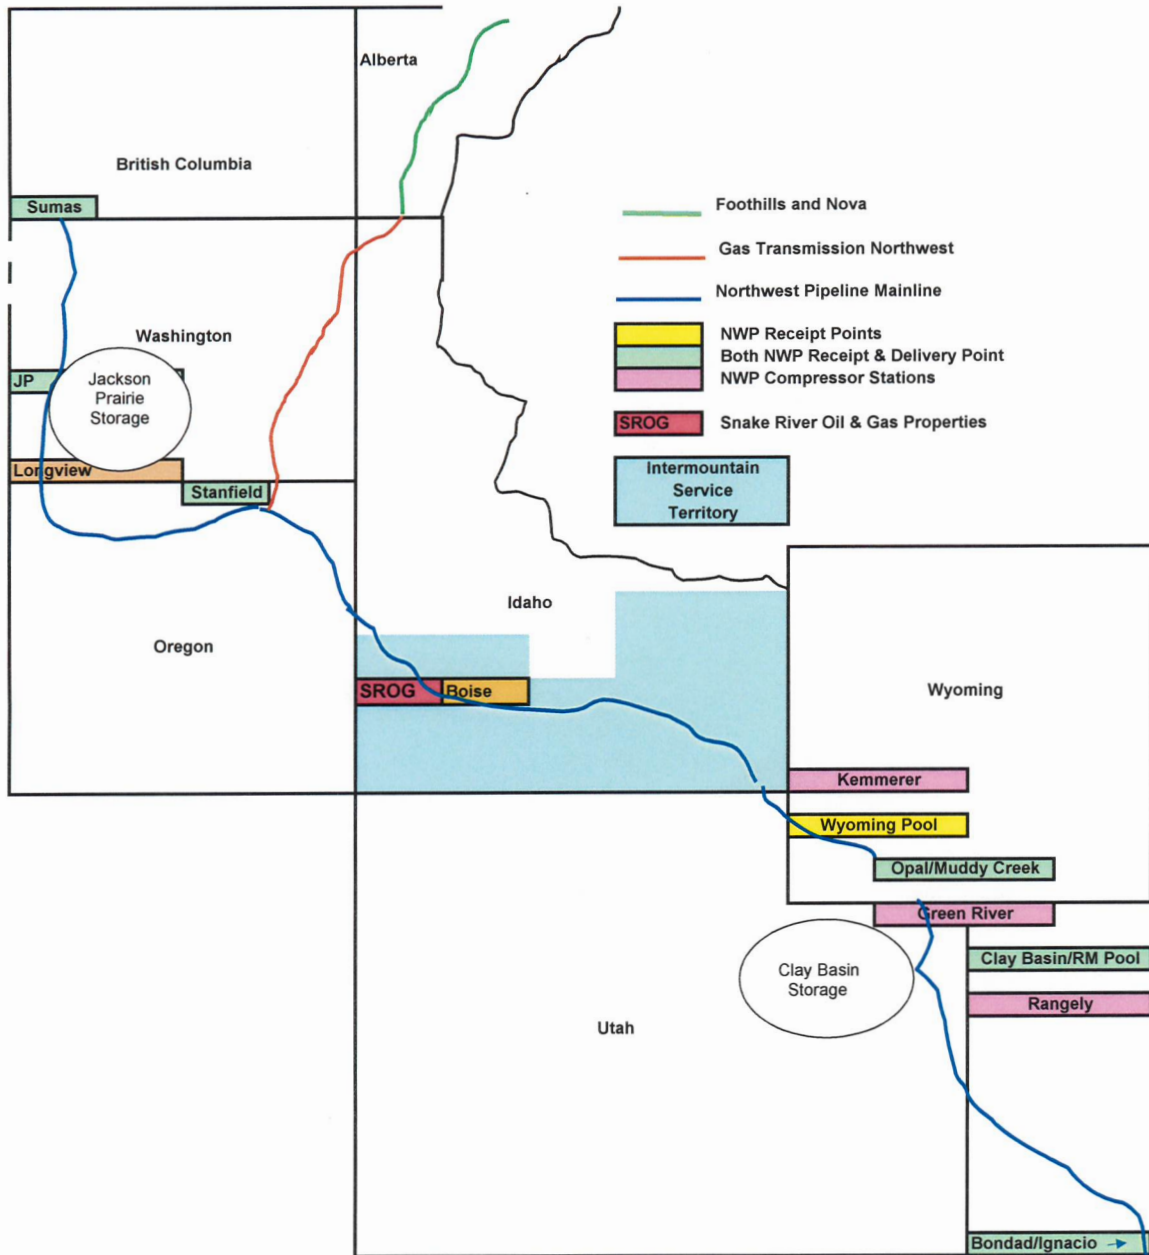 Alberta
British Columbia
Sumas
Foothills and Nova
Gas Transmission Northwest
Northwest Pipeline Mainline
Washington
NWP Receipt Points
Both NWP Receipt & Delivery Point
NWP Compressor Stations
JP
Jackson
Prairie
Storage
SROG
Snake River Oil & Gas Properties
Longview
Stanfield
Intermountain
Service
Territory
Idaho
Oregon
SROG
Boise
Wyoming
Kemmerer
Wyoming Pool
Opal/Muddy Creek
Green River
Clay Basin/RM Pool
Clay Basin
Storage
Rangely
Utah
Bondad/Ignacio